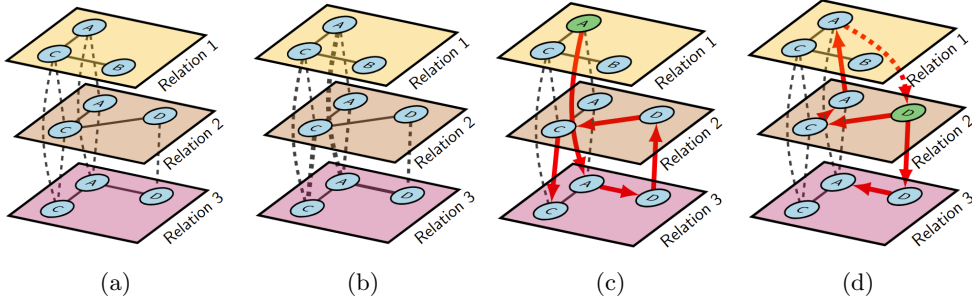 A
C
B
Relation 1
A
C
D
Relation 2
A
C
D
Relation 3
(a)
A
C
B
Relation 1
A
C
D
Relation 2
A
C
D
Relation 3
(b)
A
C
B
Relation 1
A
C
D
Relation 2
A
C
D
Relation 3
(c)
A
C
B
Relation 1
A
C
D
Relation 2
A
C
D
Relation 3
(d)